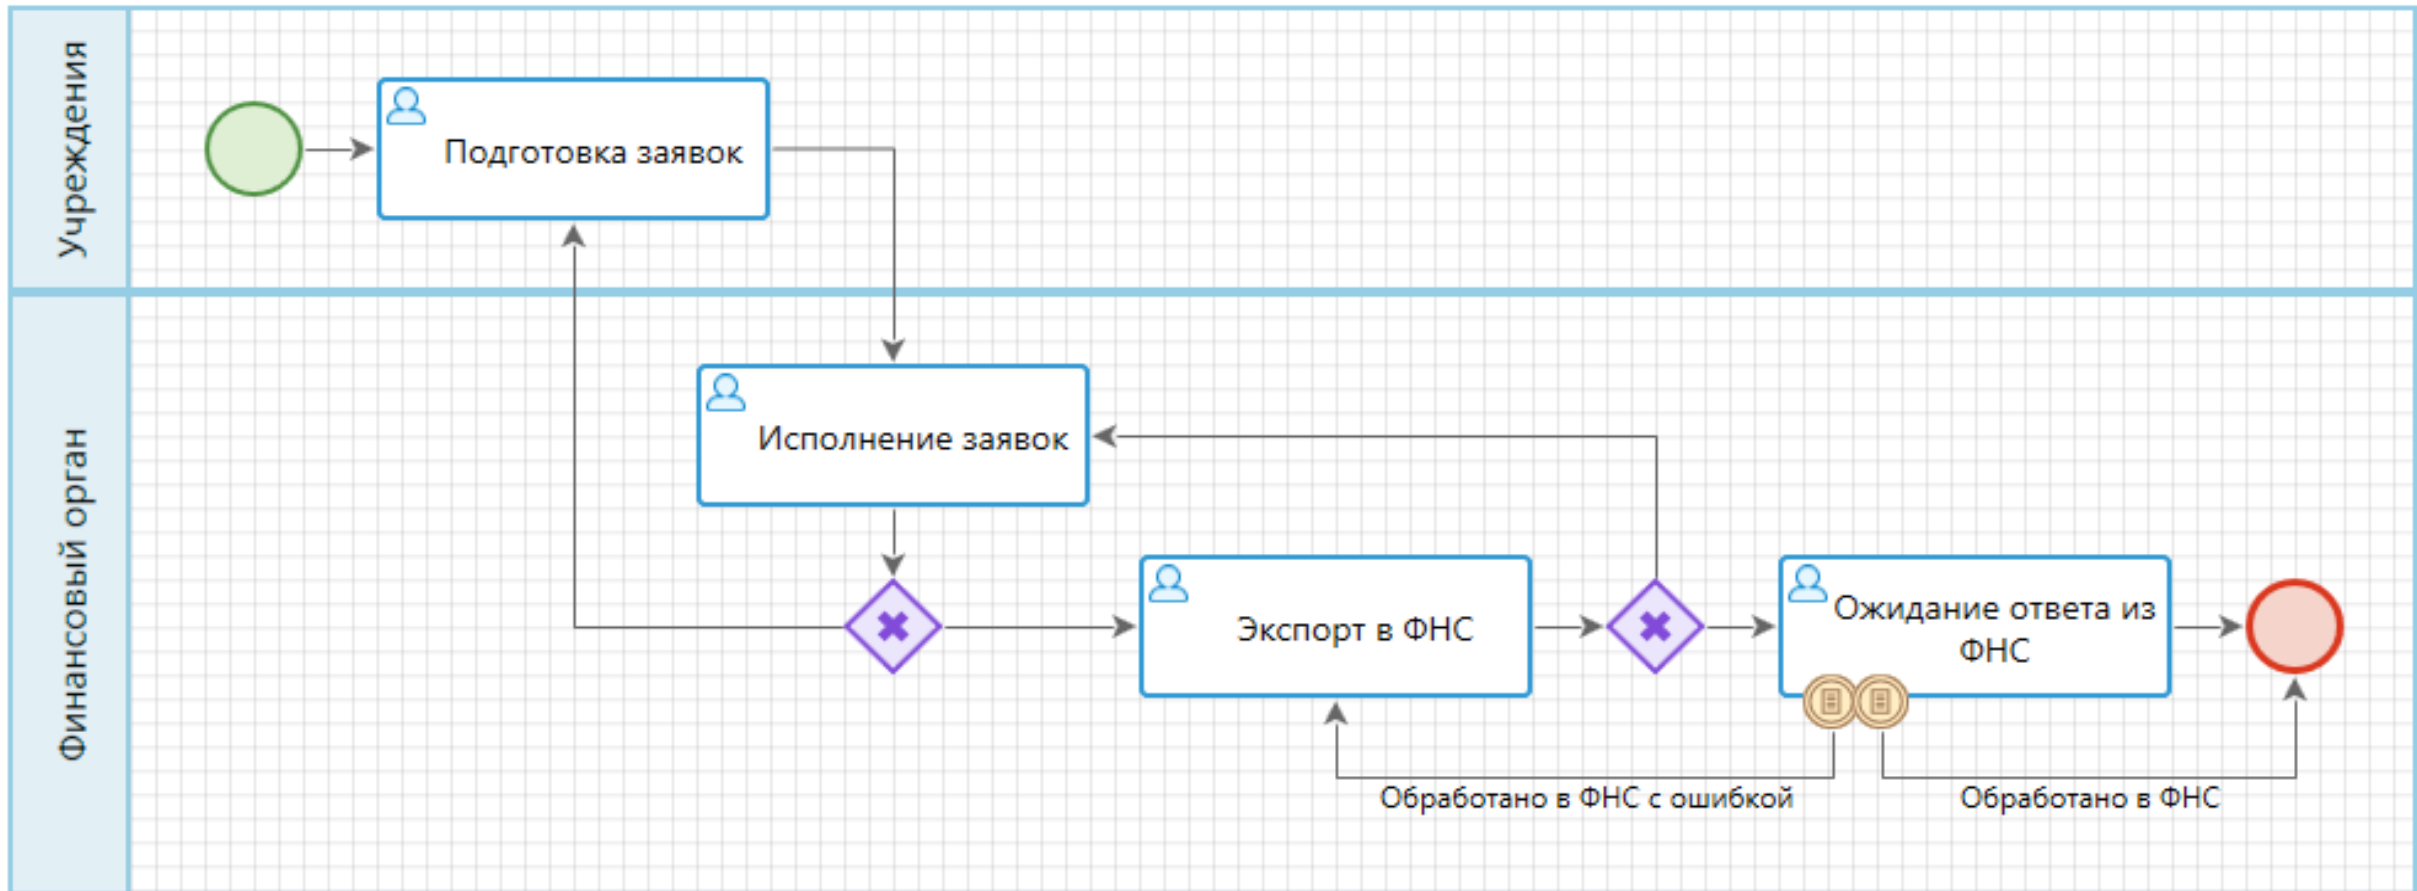 Учреждения
Подготовка заявок
Финансовый орган
Исполнение заявок
Экспорт в ФНС
Ожидание ответа из
ФНС
Обработано в ФНС с ошибкой
Обработано в ФНС